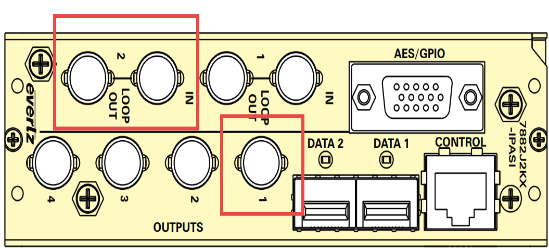 2
1
AES/GPIO
LOOP
OUT
IN
LOOP
OUT
IN
evertz
7882J2KX
-IPASI
DATA 2
DATA 1
CONTROL
4
3
2
1
OUTPUTS